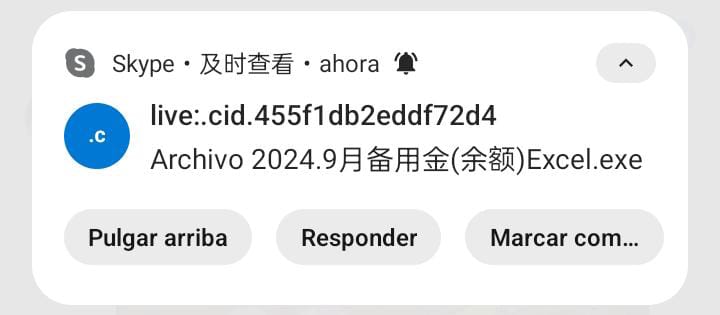 Skype • 及时查看 • ahora
.c
live:.cid.455f1db2eddf72d4
Archivo 2024.9月备用金(余额)Excel.exe
Pulgar arriba Responder Marcar com…